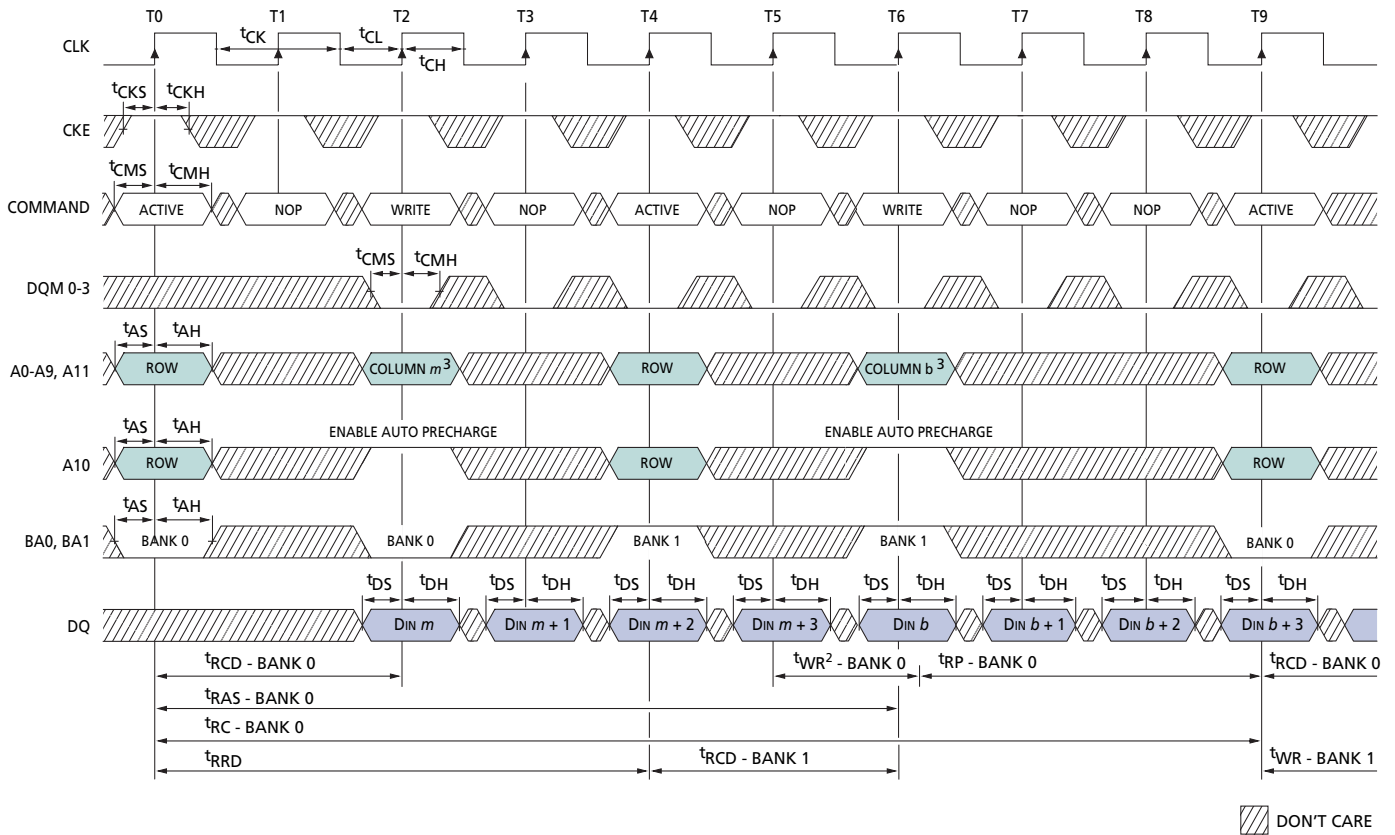 T0 T1 T2 T3 T4 T5 T6 T7 T8 T9
CLK tCK tCL tCH
tCKS tCKH
CKE
tCMS tCMH
COMMAND ACTIVE NOP WRITE NOP ACTIVE NOP WRITE NOP NOP ACTIVE
tCMS tCMH
DQM 0-3
tAS tAH
A0-A9, A11 ROW COLUMN m3 ROW COLUMN b3 ROW
tAS tAH ENABLE AUTO PRECHARGE ENABLE AUTO PRECHARGE
A10 ROW ROW ROW
tAS tAH
BA0, BA1 BANK 0 BANK 0 BANK 1 BANK 1 BANK 0
tDS tDH tDS tDH tDS tDH tDS tDH tDS tDH tDS tDH tDS tDH tDS tDH
DQ DIN m DIN m + 1 DIN m + 2 DIN m + 3 DIN b DIN b + 1 DIN b + 2 DIN b + 3
tRCD - BANK 0 tWR2 - BANK 0 tRP - BANK 0 tRCD - BANK 0
tRAS - BANK 0
tRC - BANK 0
tRRD tRCD - BANK 1 tWR - BANK 1
DON'T CARE